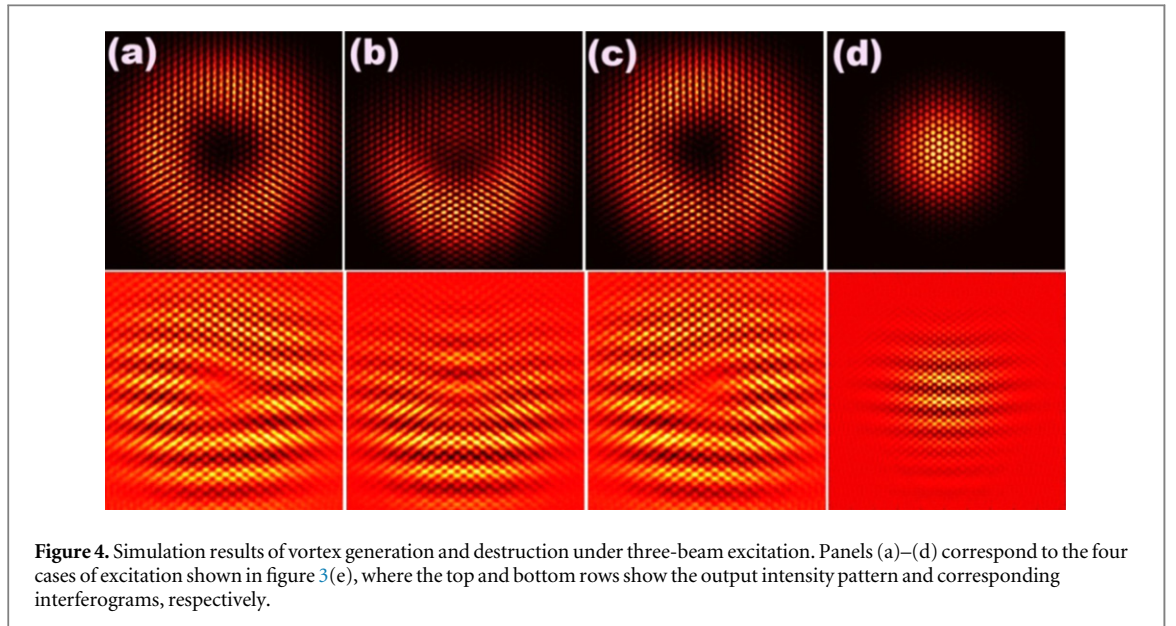 (a) (b) (c) (d)
Figure 4. Simulation results of vortex generation and destruction under three-beam excitation. Panels (a)–(d) correspond to the four
cases of excitation shown in figure 3(e), where the top and bottom rows show the output intensity pattern and corresponding
interferograms, respectively.